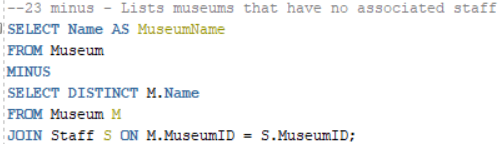 --23 minus - Lists museums that have no associated staff
SELECT Name AS MuseumName
FROM Museum
MINUS
SELECT DISTINCT M.Name
FROM Museum M
JOIN Staff S ON M.MuseumID = S.MuseumID;